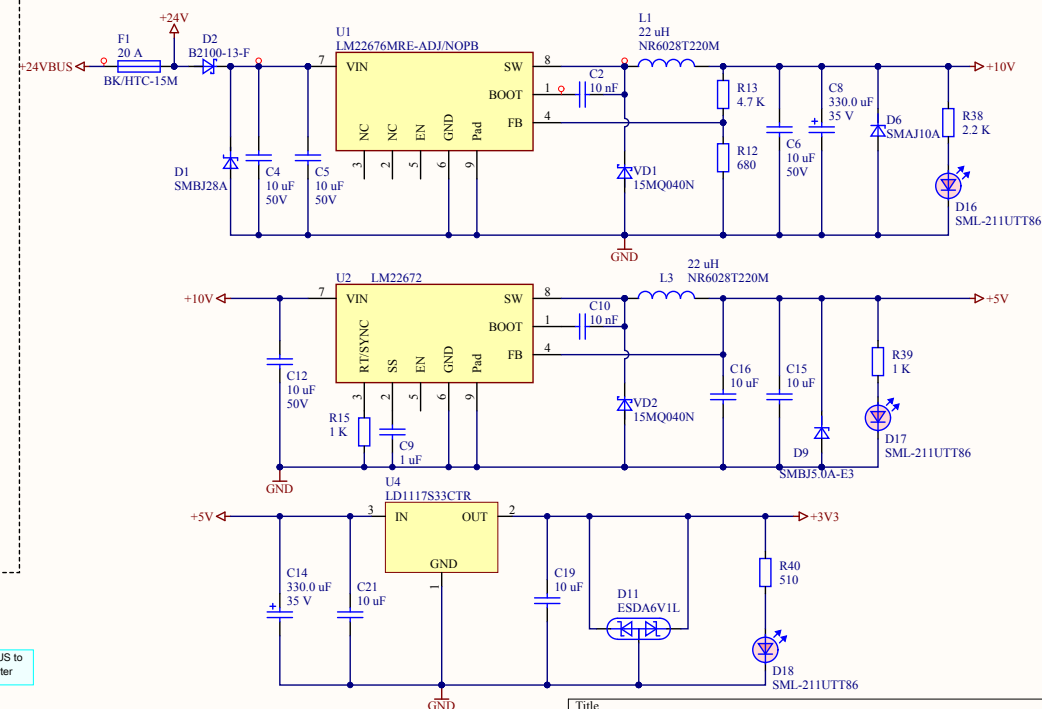 +24V
F1
20 A
BK/HTC-15M
+24VBUS
D2
B2100-13-F
D1
SMBJ28A
C4
10 uF
50V
C5
10 uF
50V
U1
LM22676MRE-ADJ/NOPB
7
VIN
SW
8
BOOT
1
FB
4
NC
NC
EN
GND
Pad
3
2
5
6
9
C2
10 nF
L1
22 uH
NR6028T220M
VD1
15MQ040N
R13
4.7 K
R12
680
C6
10 uF
50V
C8
330.0 uF
35 V
D6
SMAJ10A
R38
2.2 K
D16
SML-211UTT86
+10V
GND
+10V
C12
10 uF
50V
U2
LM22672
7
VIN
SW
8
BOOT
1
FB
4
RT/SYNC
SS
EN
GND
Pad
3
2
5
6
9
R15
1 K
C9
1 uF
C10
10 nF
22 uH
L3
NR6028T220M
VD2
15MQ040N
C16
10 uF
C15
10 uF
D9
SMBJ5.0A-E3
R39
1 K
D17
SML-211UTT86
+5V
GND
+5V
C14
330.0 uF
35 V
C21
10 uF
U4
LD1117S33CTR
3
IN
OUT
2
GND
1
C19
10 uF
D11
ESDA6V1L
R40
510
D18
SML-211UTT86
+3V3
GND
US to
ter
Title